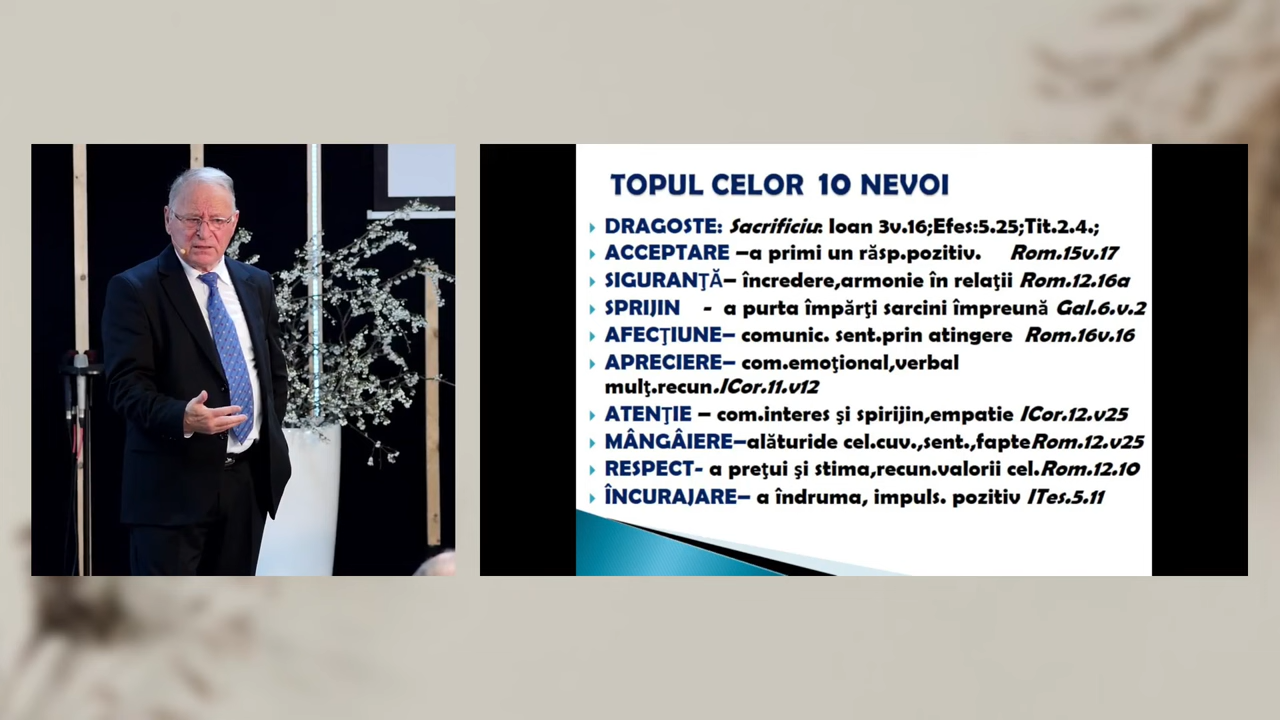 TOPUL CELOR 10 NEVOI
DRAGOSTE: Sacrificiu: Ioan 3v.16;Efes:5.25;Tit.2.4.;
ACCEPTARE –a primi un răsp.pozitiv. Rom.15v.17
SIGURANŢĂ– încredere,armonie în relaţii Rom.12.16a
SPRIJIN - a purta împărţi sarcini împreună Gal.6.v.2
AFECŢIUNE– comunic. sent.prin atingere Rom.16v.16
APRECIERE– com.emoţional,verbal
mulţ.recun.ICor.11.v12
ATENŢIE – com.interes şi spirijin,empatie ICor.12.v25
MÂNGÂIERE–alăturide cel.cuv.,sent.,fapteRom.12.v25
RESPECT- a preţui şi stima,recun.valorii cel.Rom.12.10
ÎNCURAJARE– a îndruma, impuls. pozitiv ITes.5.11